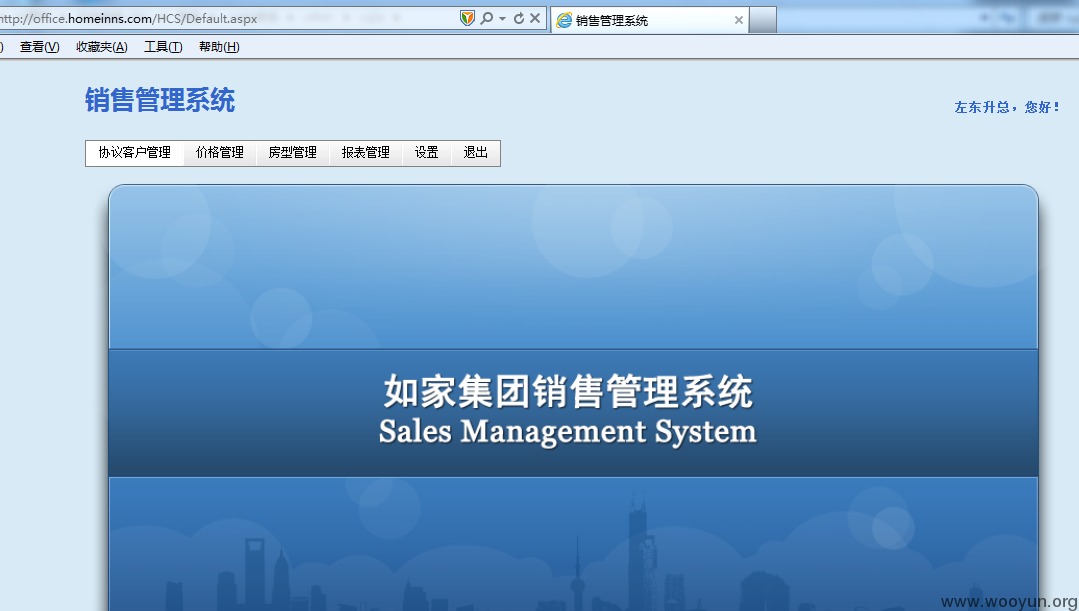 http://office.homeinns.com/HCS/Default.aspx
销售管理系统
查看(V) 收藏夹(A) 工具(T) 帮助(H)
销售管理系统
左东升总，您好！
协议客户管理 价格管理 房型管理 报表管理 设置 退出
如家集团销售管理系统
Sales Management System
www.wooyun.org